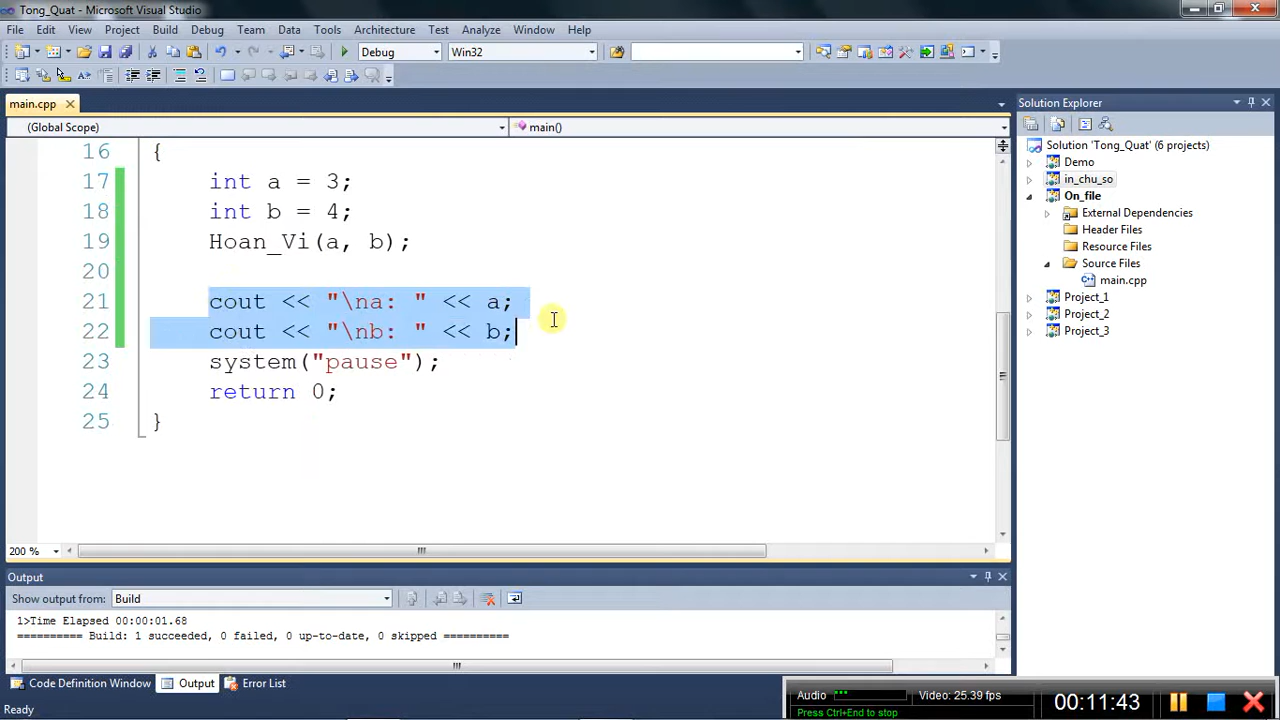 Tong_Quat - Microsoft Visual Studio
File Edit View Project Build Debug Team Data Tools Architecture Test Analyze Window Help
Debug Win32
main.cpp
Solution Explorer
(Global Scope) main()
Solution 'Tong_Quat' (6 projects)
Demo
in_chu_so
On_file
External Dependencies
Header Files
Resource Files
Source Files
main.cpp
Project_1
Project_2
Project_3
16 {
17 int a = 3;
18 int b = 4;
19 Hoan_Vi(a, b);
20
21 cout << "\na: " << a;
22 cout << "\nb: " << b;
23 system("pause");
24 return 0;
25 }
200 %
Output
Show output from: Build
1>Time Elapsed 00:00:01.68
========== Build: 1 succeeded, 0 failed, 0 up-to-date, 0 skipped ==========
Code Definition Window Output Error List
Ready
Audio Video: 25.39 fps 00:11:43
Press Ctrl+End to stop